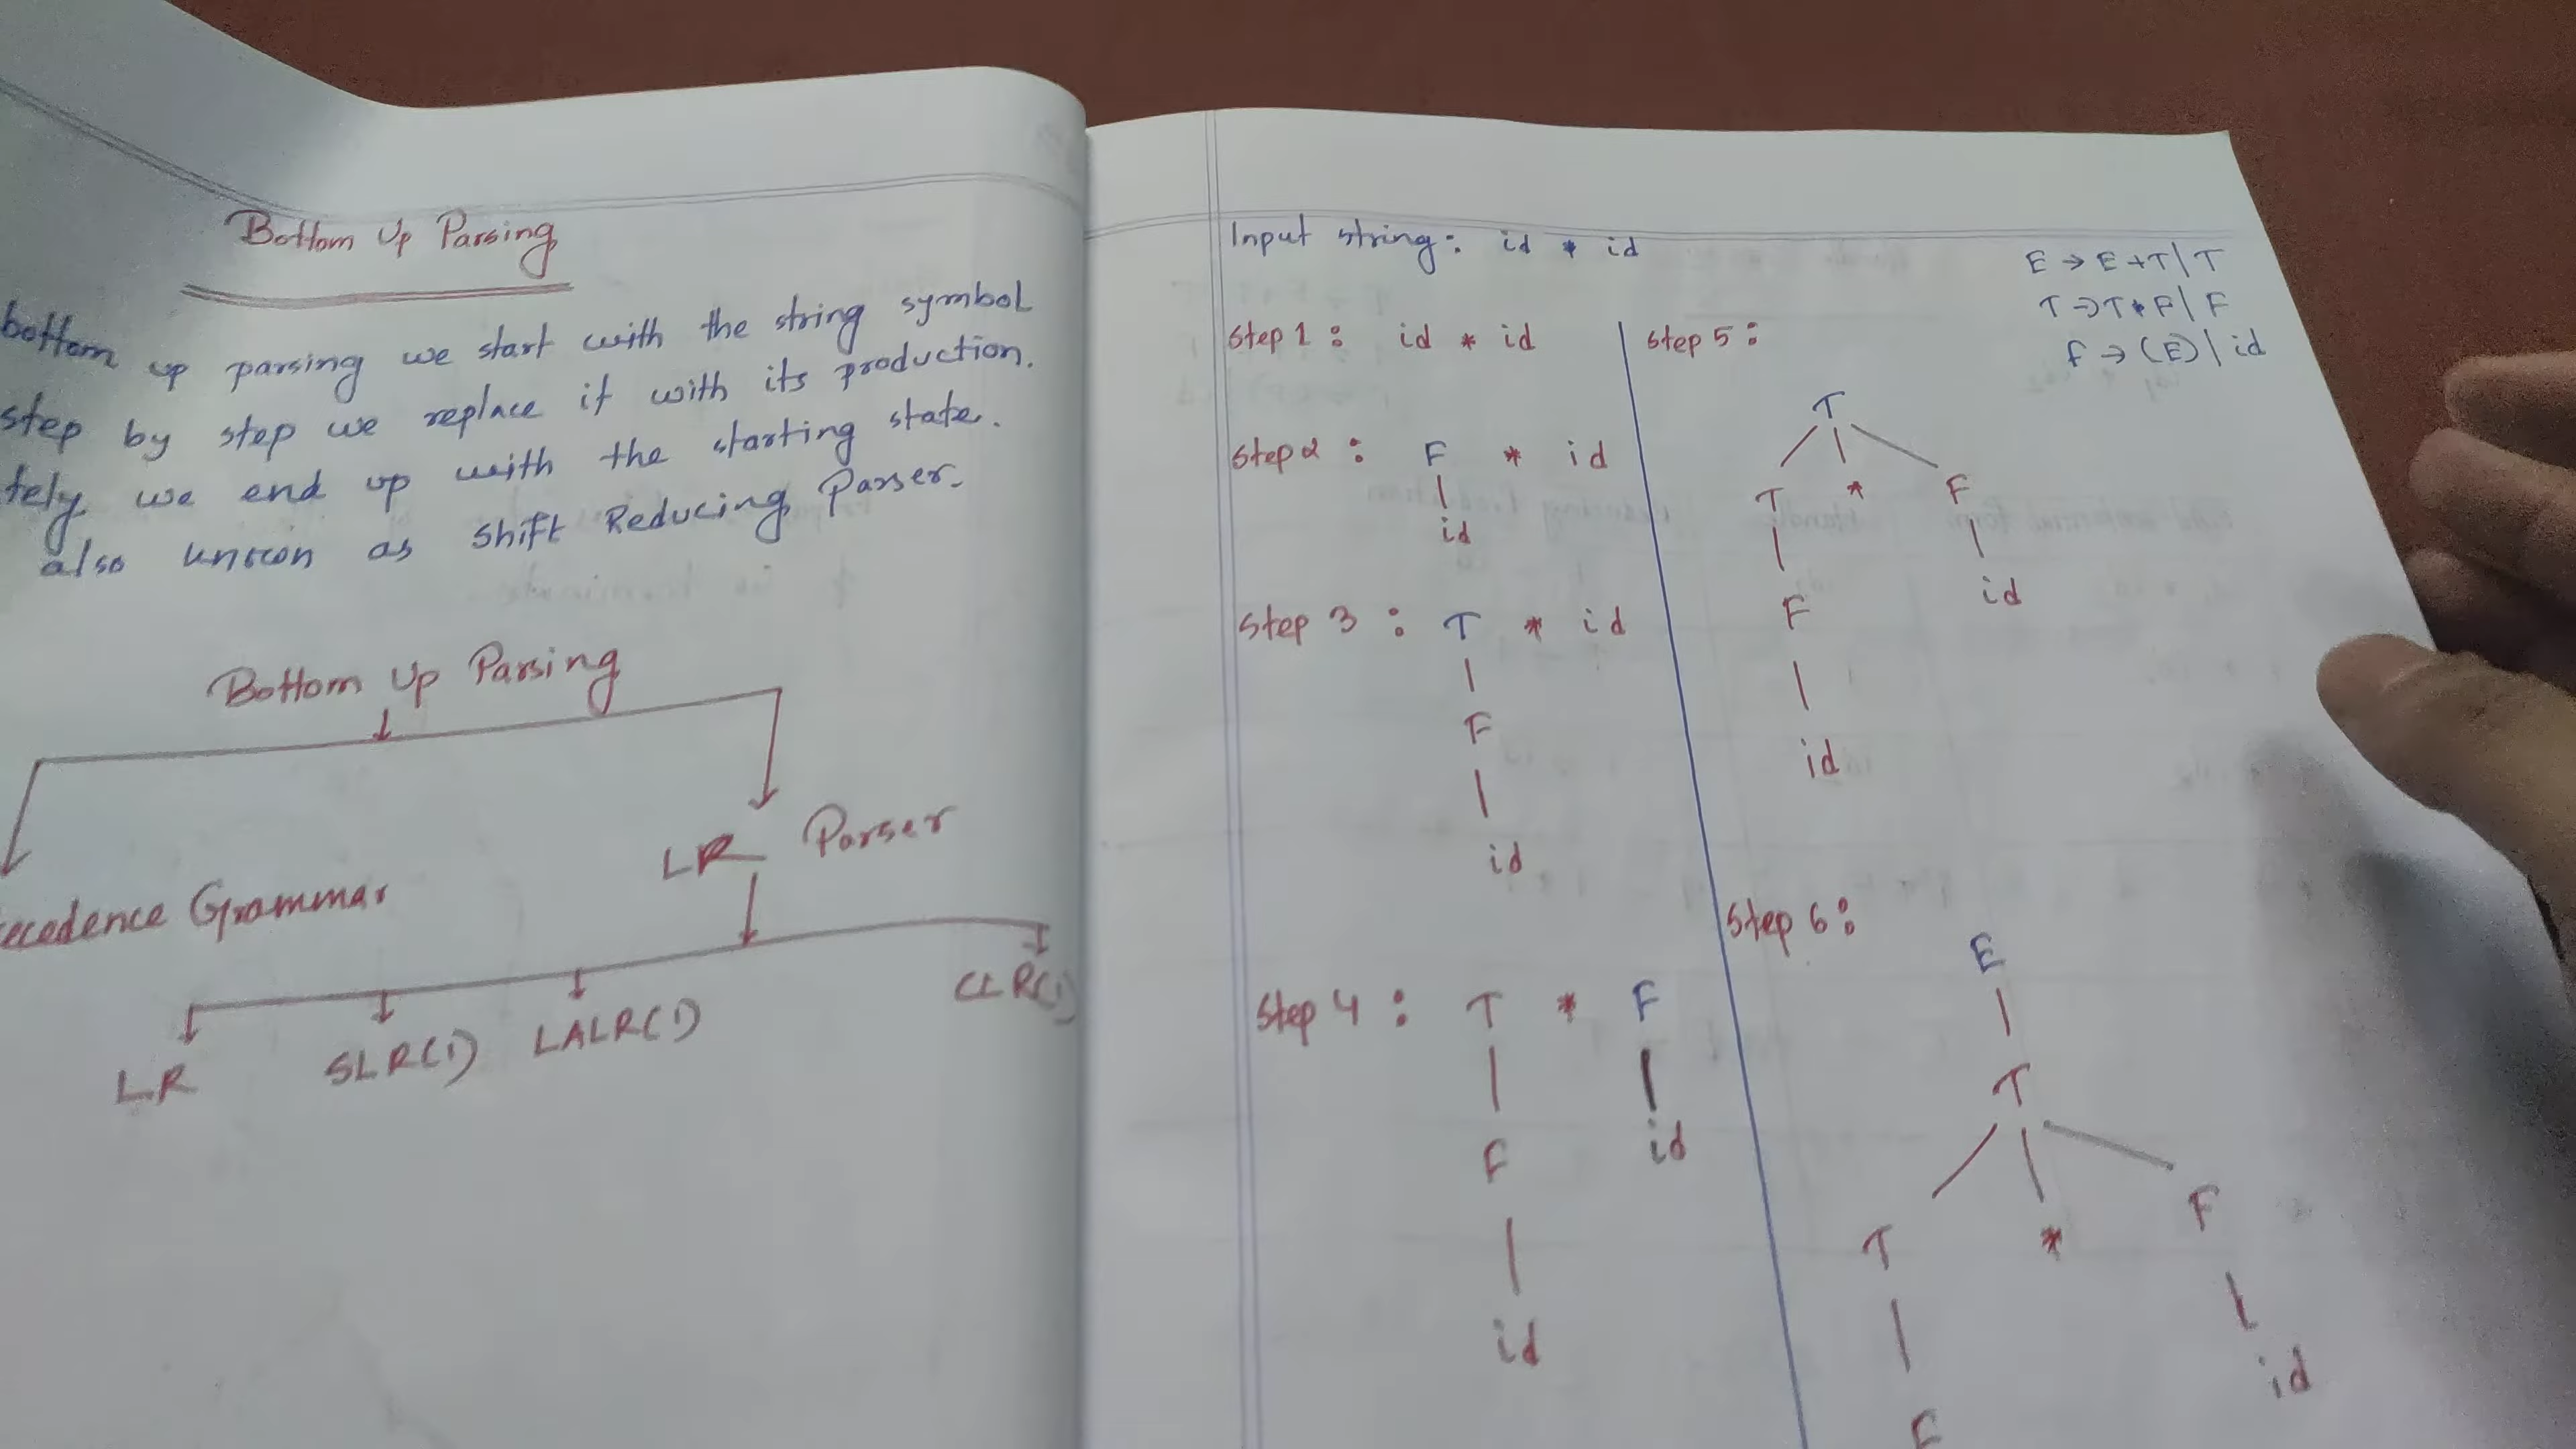 Bottom Up Parsing
bottom up parsing we start with the string symbol
step by step we replace it with its production.
tely we end up with the starting state.
also known as Shift Reducing Parser.
Bottom Up Parsing
ecedence Grammar
LR Parser
LR
SLR(1)
LALR(1)
CLR(1)
Input string: id * id
E → E + T | T
T → T * F | F
F → (E) | id
Step 1 : id * id
Step 2 : F * id
id
Step 3 : T * id
F
id
Step 4 : T * F
F id
id
Step 5 :
T
T * F
F id
id
Step 6 :
E
T
T * F
F id